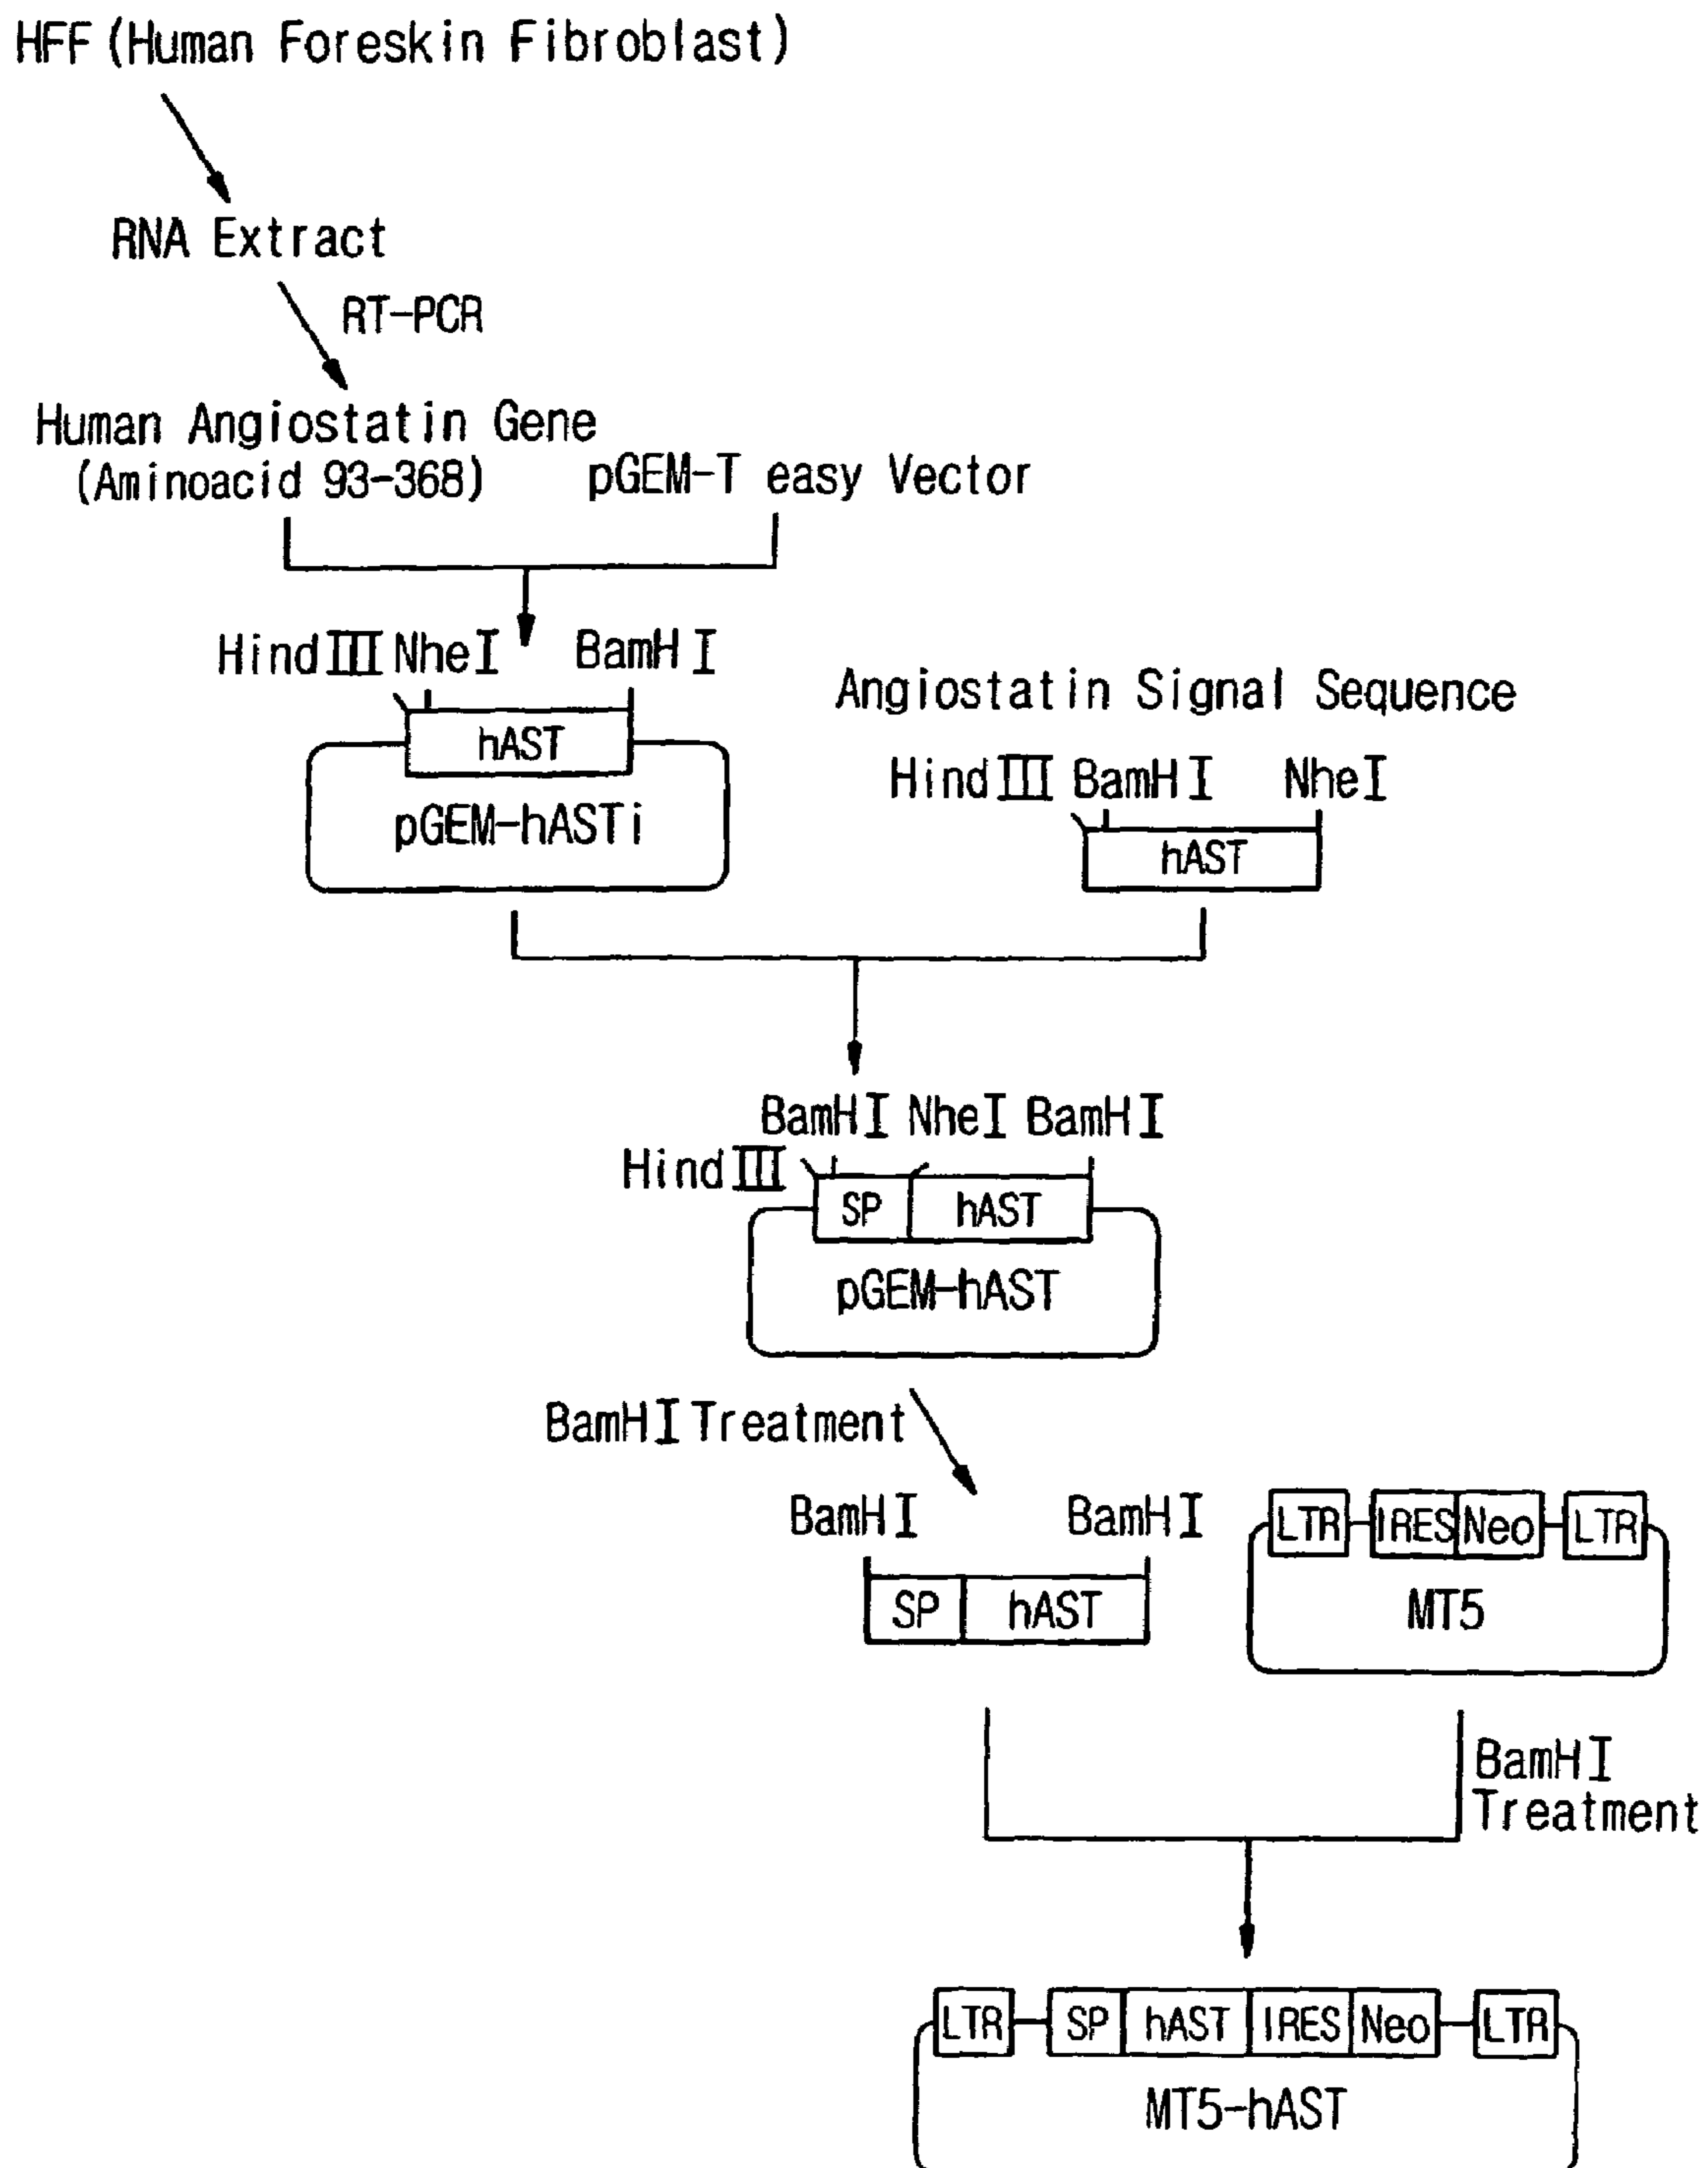 HFF (Human Foreskin Fibroblast)
RNA Extract
RT-PCR
Human Angiostatin Gene
(Aminoacid 93-368)
pGEM-T easy Vector
HindIII NheI BamHI
hAST
pGEM-hASTi
Angiostatin Signal Sequence
HindIII BamHI NheI
hAST
BamHI NheI BamHI
HindIII
SP hAST
pGEM-hAST
BamHI Treatment
BamHI BamHI
SP hAST
LTR IRES Neo LTR
MT5
BamHI
Treatment
LTR SP hAST IRES Neo LTR
MT5-hAST